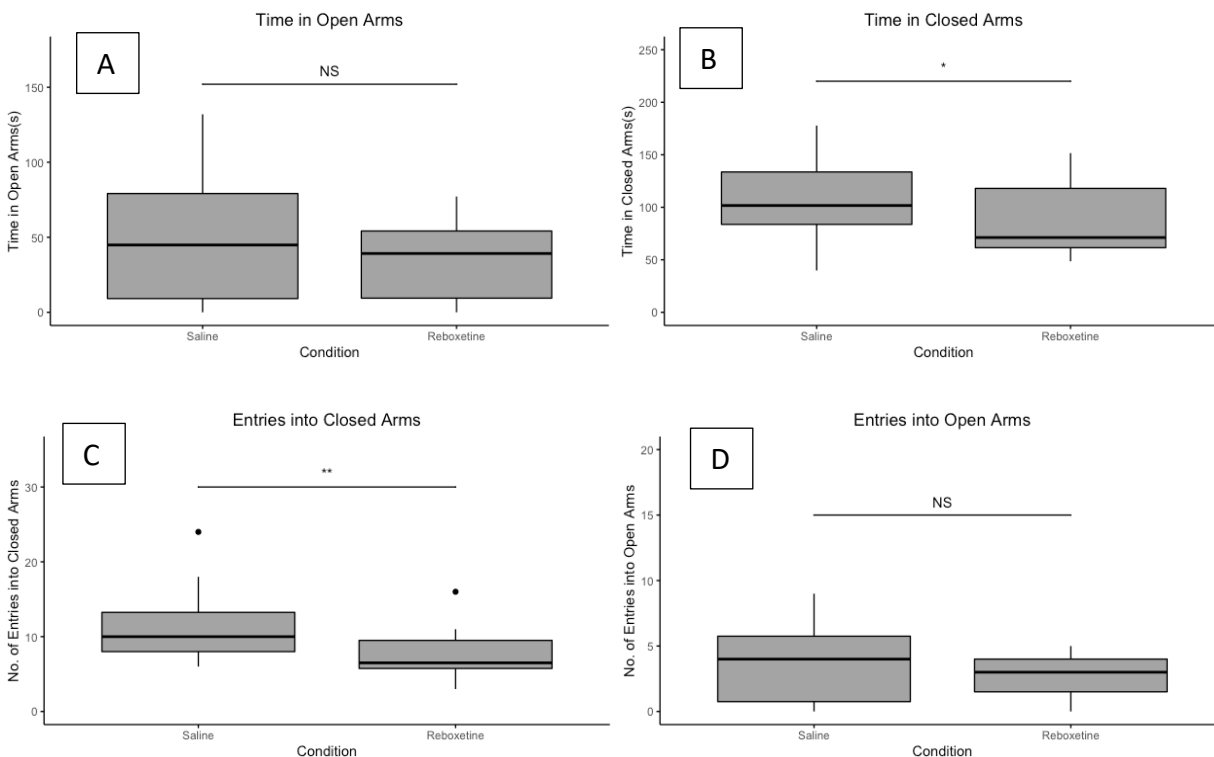 Time in Open Arms
A
NS
150
100
50
0
Time in Open Arms(s)
Saline
Reboxetine
Condition
Time in Closed Arms
B
*
250
200
150
100
50
0
Time in Closed Arms(s)
Saline
Reboxetine
Condition
Entries into Closed Arms
C
**
30
20
10
0
No. of Entries into Closed Arms
Saline
Reboxetine
Condition
Entries into Open Arms
D
NS
20
15
10
5
0
No. of Entries into Open Arms
Saline
Reboxetine
Condition